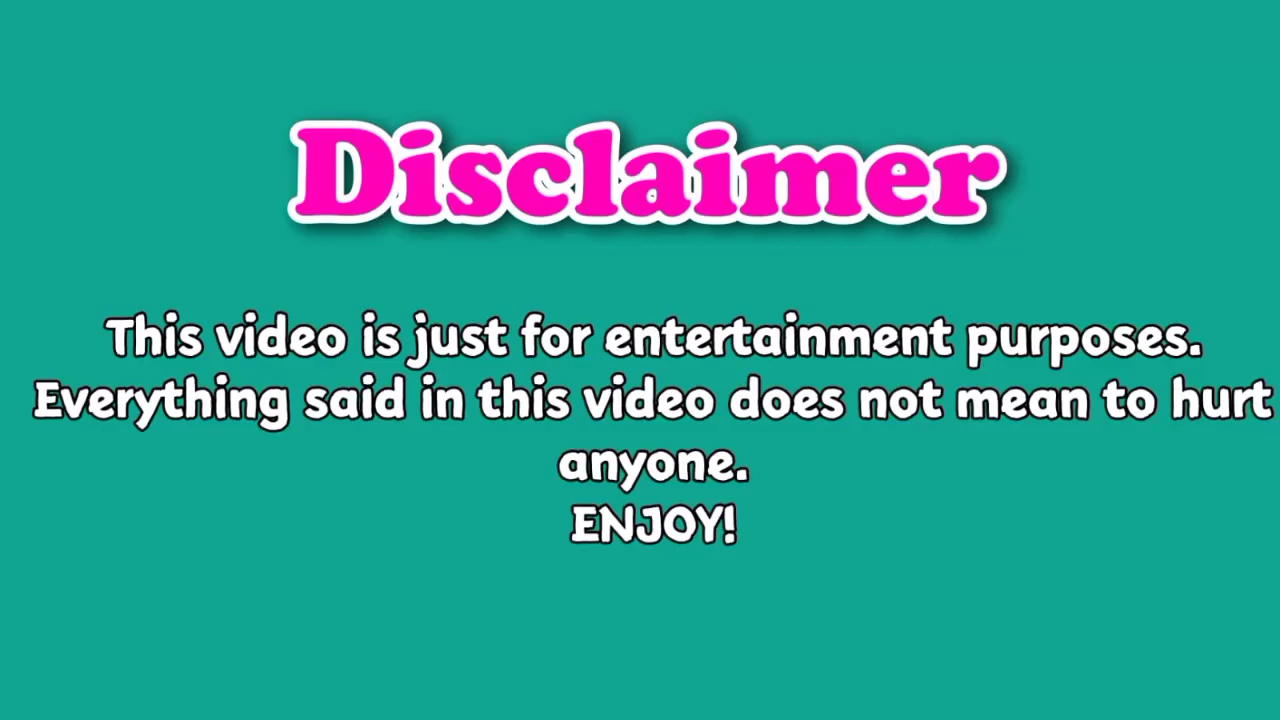 Disclaimer
This video is just for entertainment purposes.
Everything said in this video does not mean to hurt
anyone.
ENJOY!